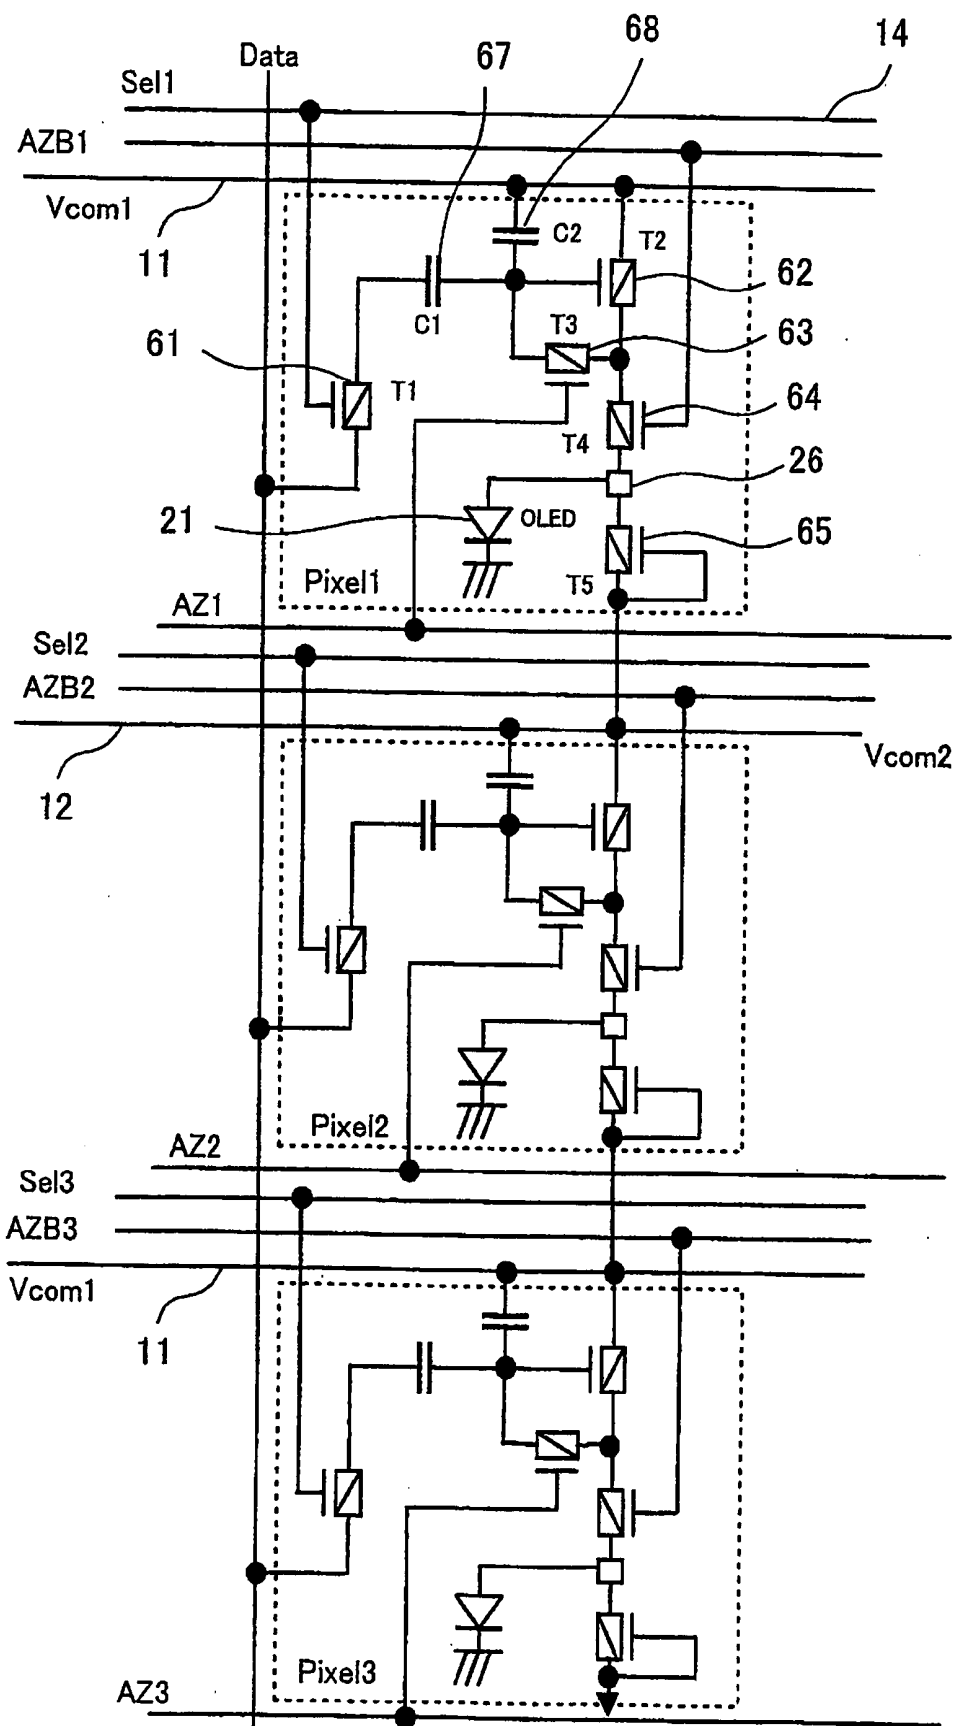 68
67
14
Data
Sel1
AZB1
Vcom1
11
C2
T2
62
C1
T3
63
61
T1
64
T4
26
21
OLED
65
Pixel1
T5
AZ1
Sel2
AZB2
Vcom2
12
Pixel2
AZ2
Sel3
AZB3
Vcom1
11
Pixel3
AZ3